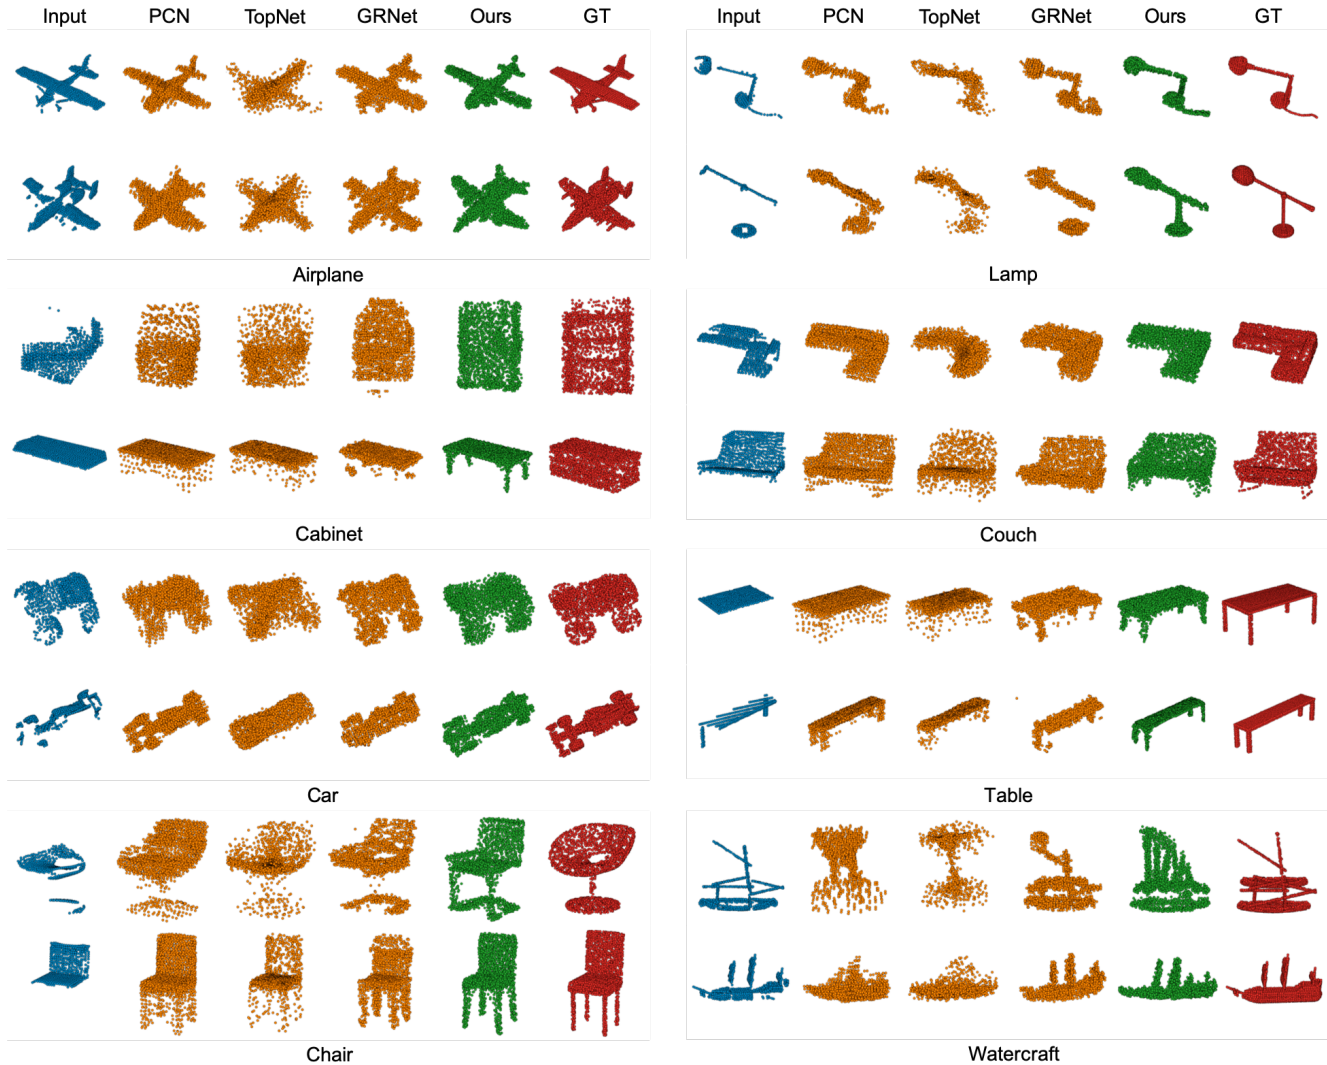 Input PCN TopNet GRNet Ours GT Input PCN TopNet GRNet Ours GT
Airplane Lamp
Cabinet Couch
Car Table
Chair Watercraft